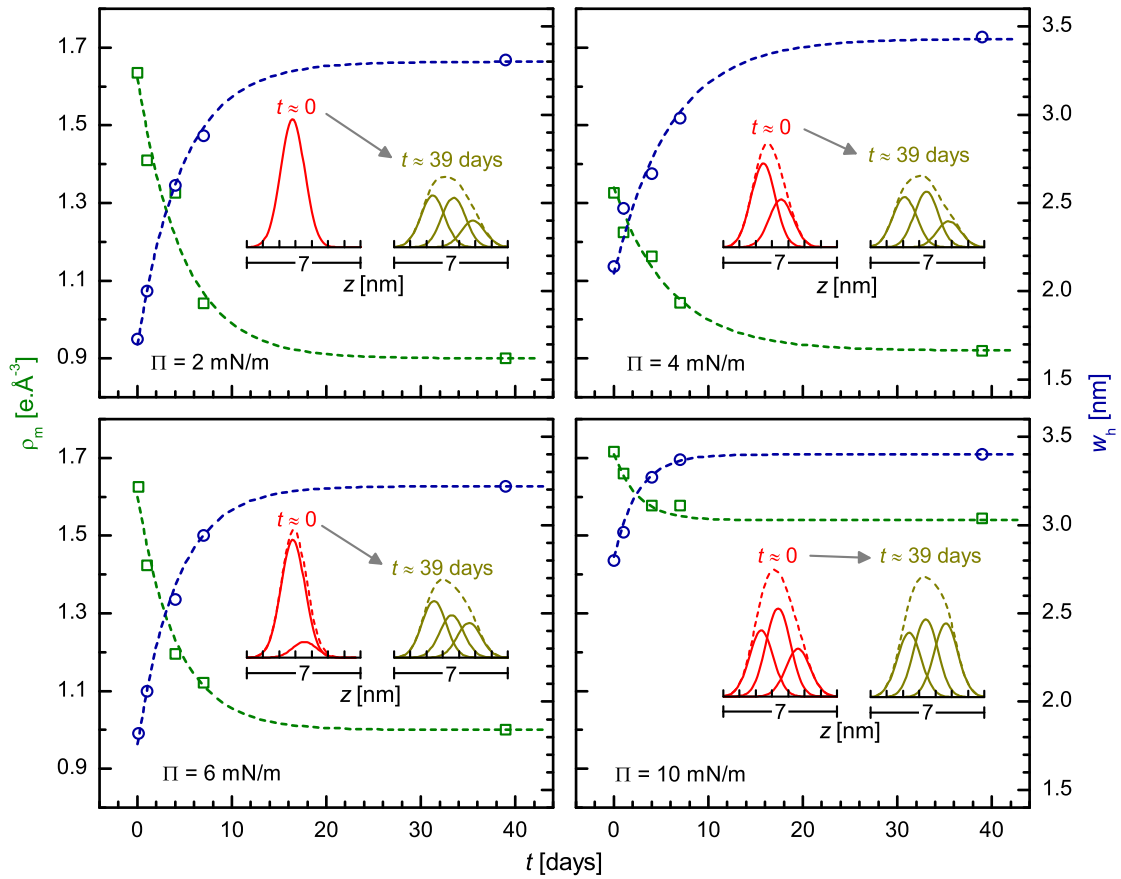 1.7
1.5
1.3
1.1
0.9
t ≈ 0
t ≈ 39 days
7
7
z [nm]
Π = 2 mN/m
t ≈ 0
t ≈ 39 days
7
7
z [nm]
Π = 4 mN/m
3.5
3.0
2.5
2.0
1.5
ρm [e.Å-3]
wh [nm]
1.7
1.5
1.3
1.1
0.9
t ≈ 0
t ≈ 39 days
7
7
z [nm]
Π = 6 mN/m
0
10
20
30
40
t ≈ 0
t ≈ 39 days
7
7
z [nm]
Π = 10 mN/m
0
10
20
30
40
3.5
3.0
2.5
2.0
1.5
t [days]